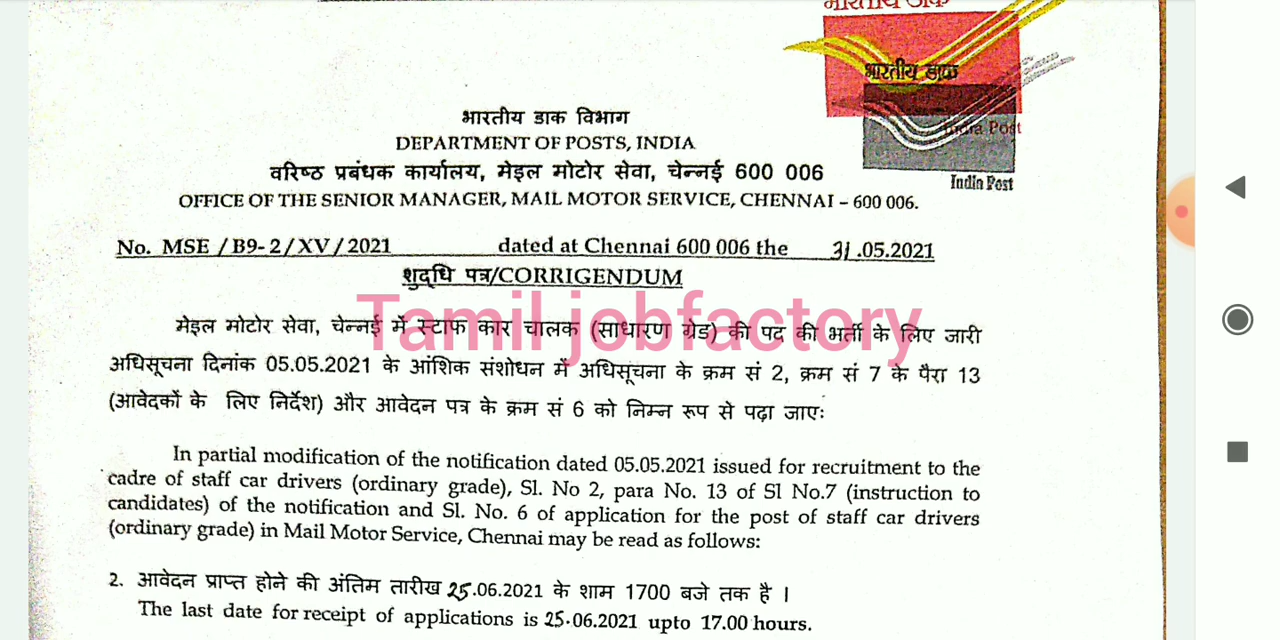 भारतीय डाक
भारतीय डाक
India Post
India Post
भारतीय डाक विभाग
DEPARTMENT OF POSTS, INDIA
वरिष्ठ प्रबंधक कार्यालय, मेइल मोटोर सेवा, चेन्नई 600 006
OFFICE OF THE SENIOR MANAGER, MAIL MOTOR SERVICE, CHENNAI – 600 006.
No. MSE / B9- 2 / XV / 2021 dated at Chennai 600 006 the 31.05.2021
शुद्धि पत्र/CORRIGENDUM
Tamil jobfactory
मेइल मोटोर सेवा, चेन्नई में स्टाफ कार चालक (साधारण ग्रेड) की पद की भर्ती के लिए जारी
अधिसूचना दिनांक 05.05.2021 के आंशिक संशोधन में अधिसूचना के क्रम सं 2, क्रम सं 7 के पैरा 13
(आवेदकों के लिए निर्देश) और आवेदन पत्र के क्रम सं 6 को निम्न रूप से पढ़ा जाए:
In partial modification of the notification dated 05.05.2021 issued for recruitment to the
cadre of staff car drivers (ordinary grade), Sl. No 2, para No. 13 of Sl No.7 (instruction to
candidates) of the notification and Sl. No. 6 of application for the post of staff car drivers
(ordinary grade) in Mail Motor Service, Chennai may be read as follows:
2. आवेदन प्राप्त होने की अंतिम तारीख 25.06.2021 के शाम 1700 बजे तक है ।
The last date for receipt of applications is 25.06.2021 upto 17.00 hours.